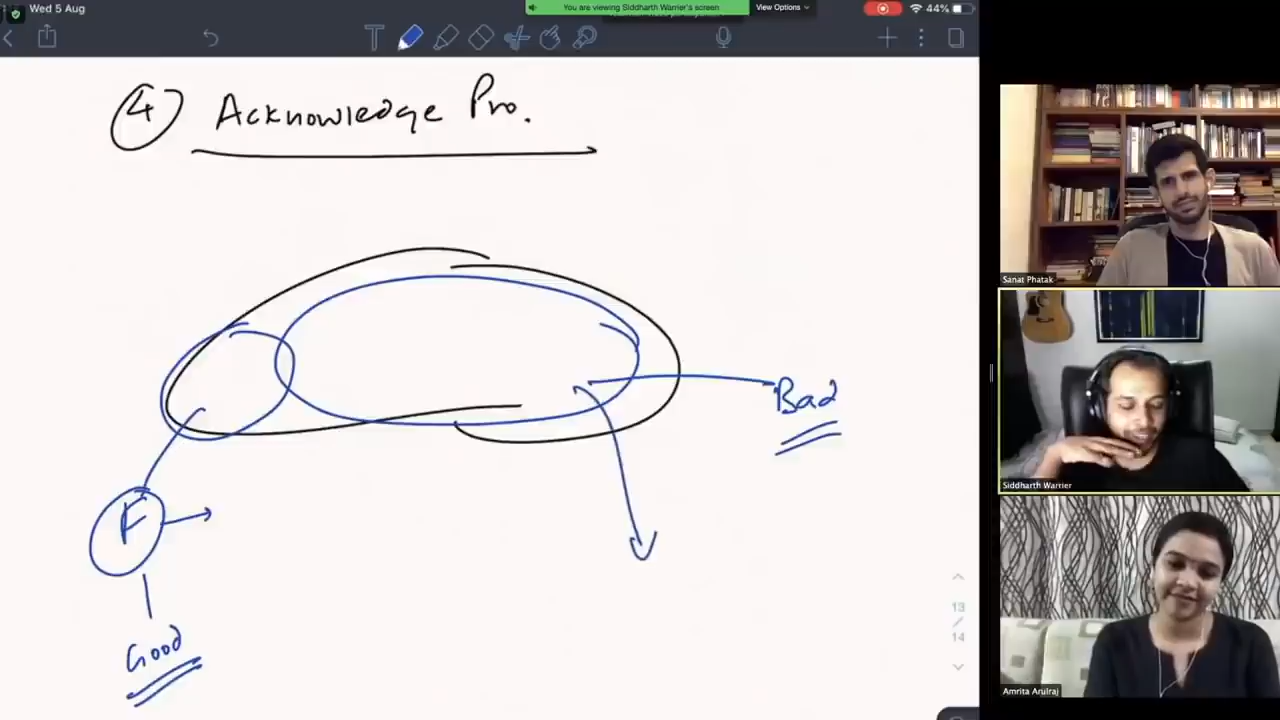 Wed 5 Aug
You are viewing Siddharth Warrier's screen
View Options
44%
4 Acknowledge Pro.
Bad
F
Good
13
14
Sanat Phatak
Siddharth Warrier
Amrita Arulraj